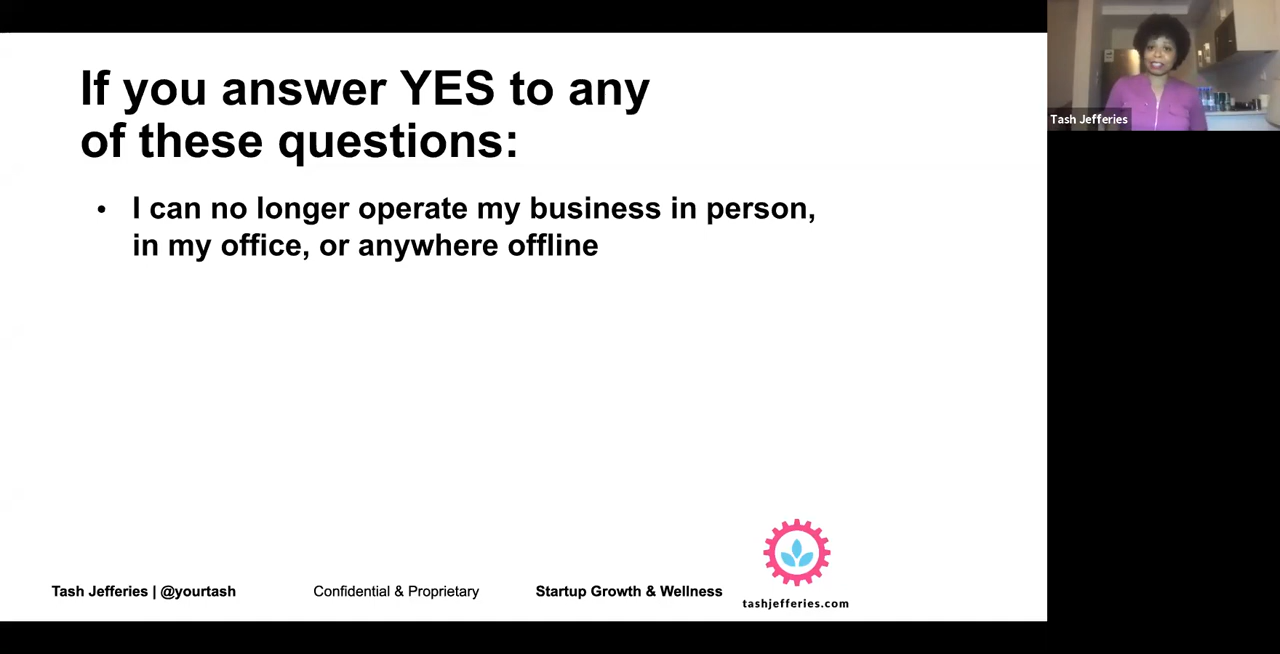 If you answer YES to any
of these questions:
• I can no longer operate my business in person,
in my office, or anywhere offline
Tash Jefferies
Tash Jefferies | @yourtash
Confidential & Proprietary
Startup Growth & Wellness
tashjefferies.com